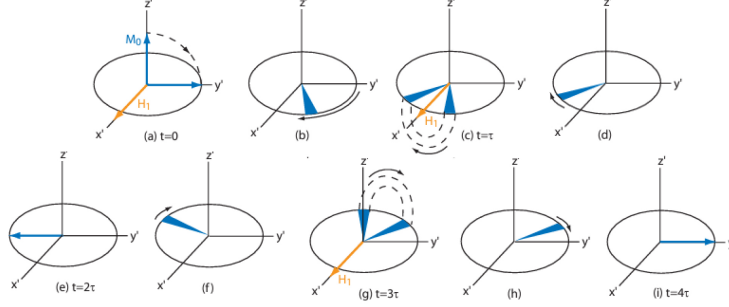 z'
M₀
y'
H₁
x'
(a) t=0
z'
y'
x'
(b)
z'
y'
x'
H₁
(c) t=τ
z'
y'
x'
(d)
z'
y'
x'
(e) t=2τ
z'
y'
x'
(f)
z'
y'
H₁
x'
(g) t=3τ
z'
y'
x'
(h)
z'
y'
x'
(i) t=4τ